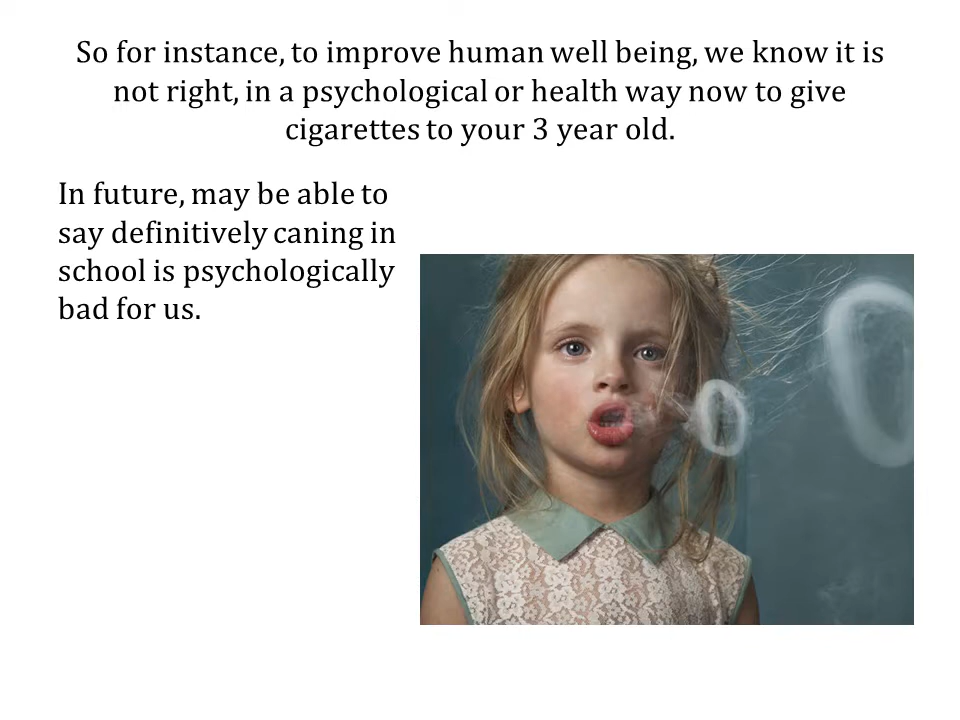 So for instance, to improve human well being, we know it is
not right, in a psychological or health way now to give
cigarettes to your 3 year old.
In future, may be able to
say definitively caning in
school is psychologically
bad for us.